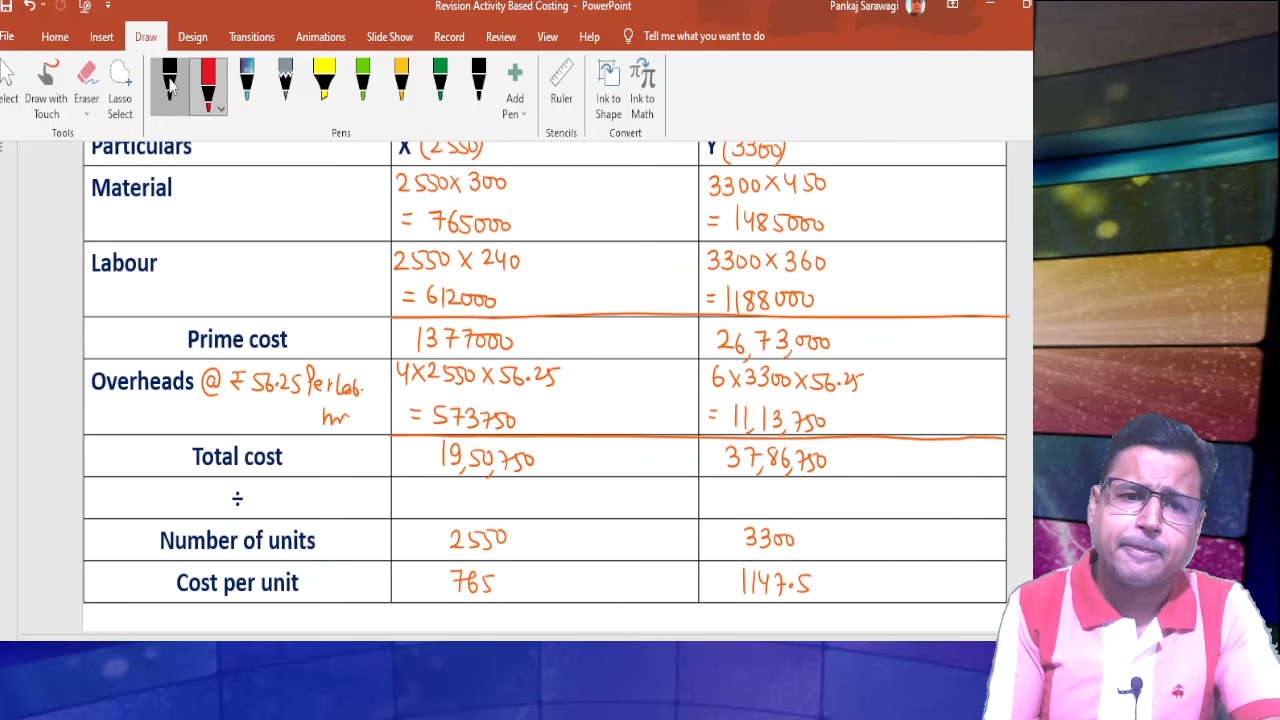 Revision Activity Based Costing - PowerPoint
Pankaj Sarawagi
File Home Insert Draw Design Transitions Animations Slide Show Record Review View Help Tell me what you want to do
Select
Draw with Touch
Eraser
Lasso Select
Add Pen
Ruler
Ink to Shape
Ink to Math
Tools
Pens
Stencils
Convert
Particulars X (2550) Y (3300)
Material 2550 x 300 3300 x 450
= 765000 = 1485000
Labour 2550 x 240 3300 x 360
= 612000 = 1188000
Prime cost 1377000 26,73,000
Overheads @ ₹ 56.25 Per Lab. 4x2550 x 56.25 6 x 3300 x 56.25
hr = 573750 = 11,13,750
Total cost 19,50,750 37,86,750
÷
Number of units 2550 3300
Cost per unit 765 1147.5